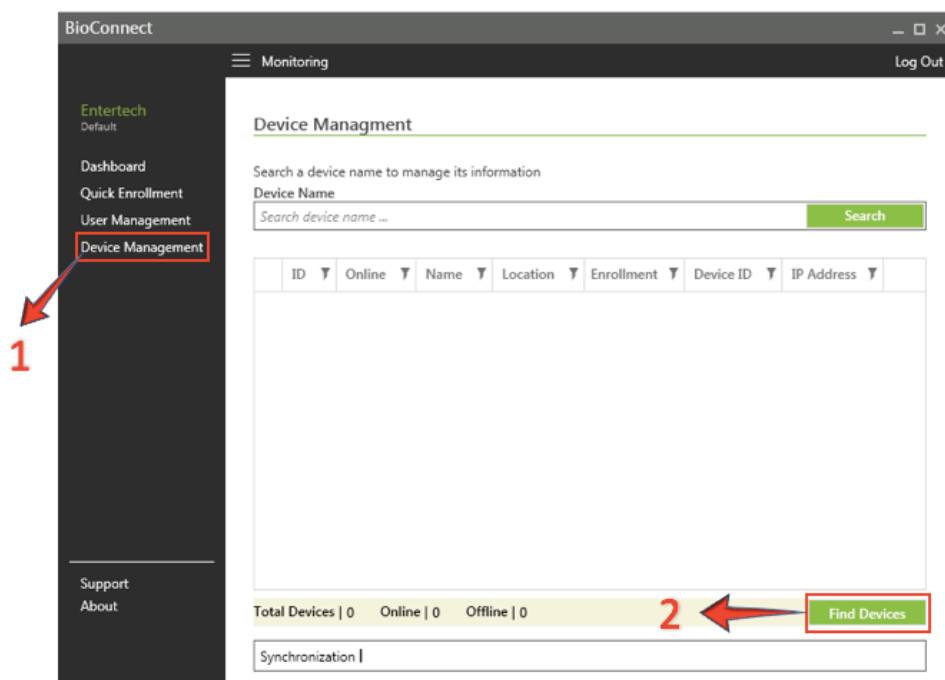 BioConnect
Monitoring
Log Out
Entertech
Default
Dashboard
Quick Enrollment
User Management
Device Management
1
Device Managment
Search a device name to manage its information
Device Name
Search device name ...
Search
ID Online Name Location Enrollment Device ID IP Address
Support
About
Total Devices | 0 Online | 0 Offline | 0
2
Find Devices
Synchronization |